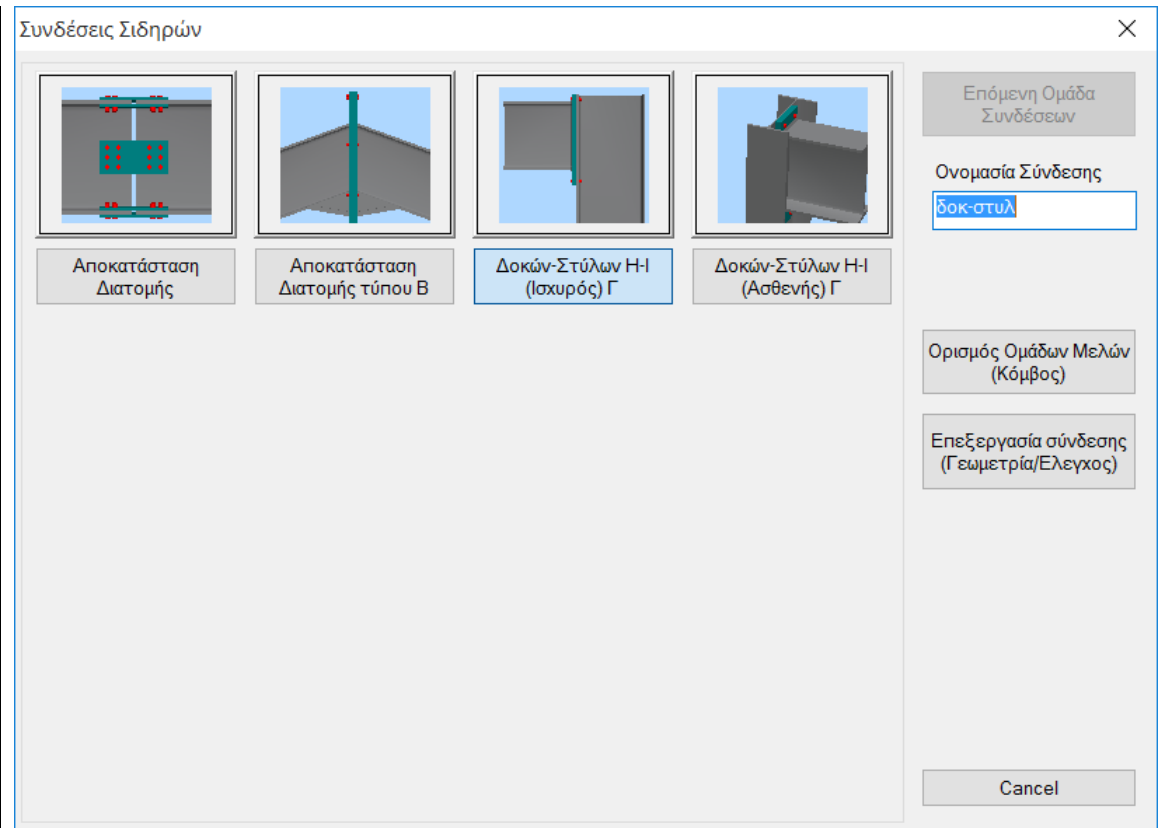 Συνδέσεις Σιδηρών
Αποκατάσταση
Διατομής
Αποκατάσταση
Διατομής τύπου Β
Δοκών-Στύλων Η-Ι
(Ισχυρός) Γ
Δοκών-Στύλων Η-Ι
(Ασθενής) Γ
Επόμενη Ομάδα
Συνδέσεων
Ονομασία Σύνδεσης
δοκ-στυλ
Ορισμός Ομάδων Μελών
(Κόμβος)
Επεξεργασία σύνδεσης
(Γεωμετρία/Ελεγχος)
Cancel